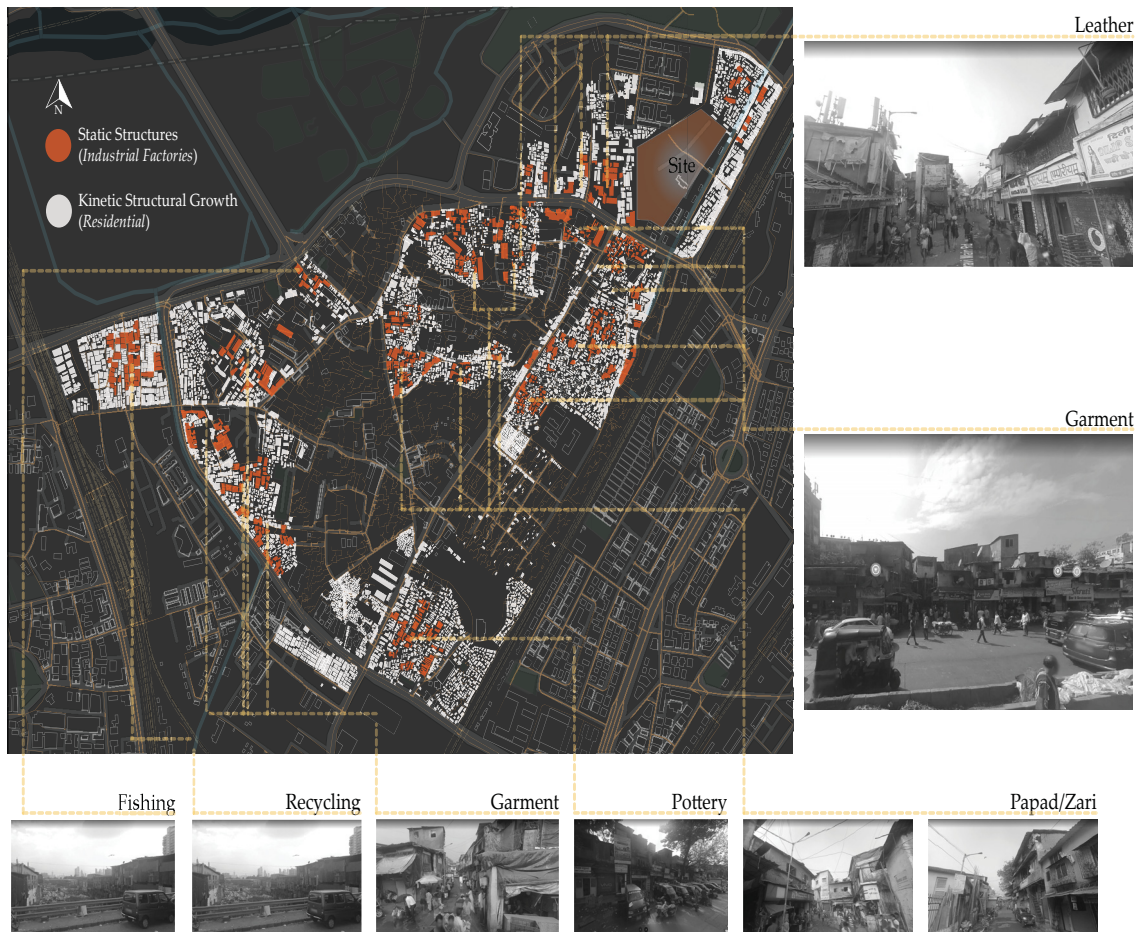 Leather
N
Static Structures
(Industrial Factories)
Site
Kinetic Structural Growth
(Residential)
Garment
Fishing
Recycling
Garment
Pottery
Papad/Zari